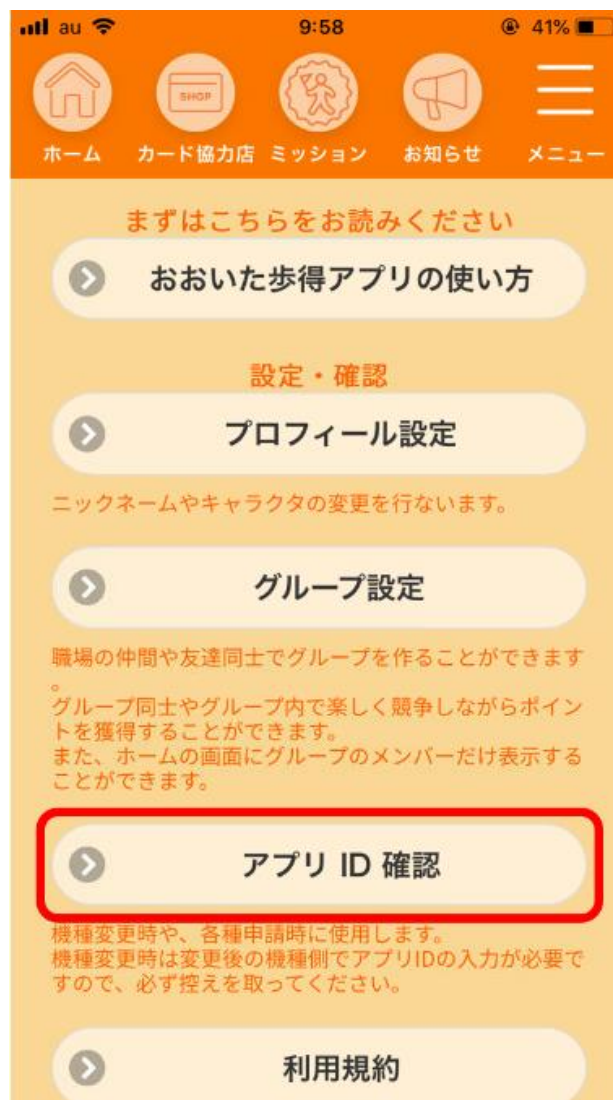 au 9:58 41%
SHOP
ホーム カード協力店 ミッション お知らせ メニュー
まずはこちらをお読みください
おおいた歩得アプリの使い方
設定・確認
プロフィール設定
ニックネームやキャラクタの変更を行ないます。
グループ設定
職場の仲間や友達同士でグループを作ることができます
。
グループ同士やグループ内で楽しく競争しながらポイン
トを獲得することができます。
また、ホームの画面にグループのメンバーだけ表示する
ことができます。
アプリ ID 確認
機種変更時や、各種申請時に使用します。
機種変更時は変更後の機種側でアプリIDの入力が必要で
すので、必ず控えを取ってください。
利用規約